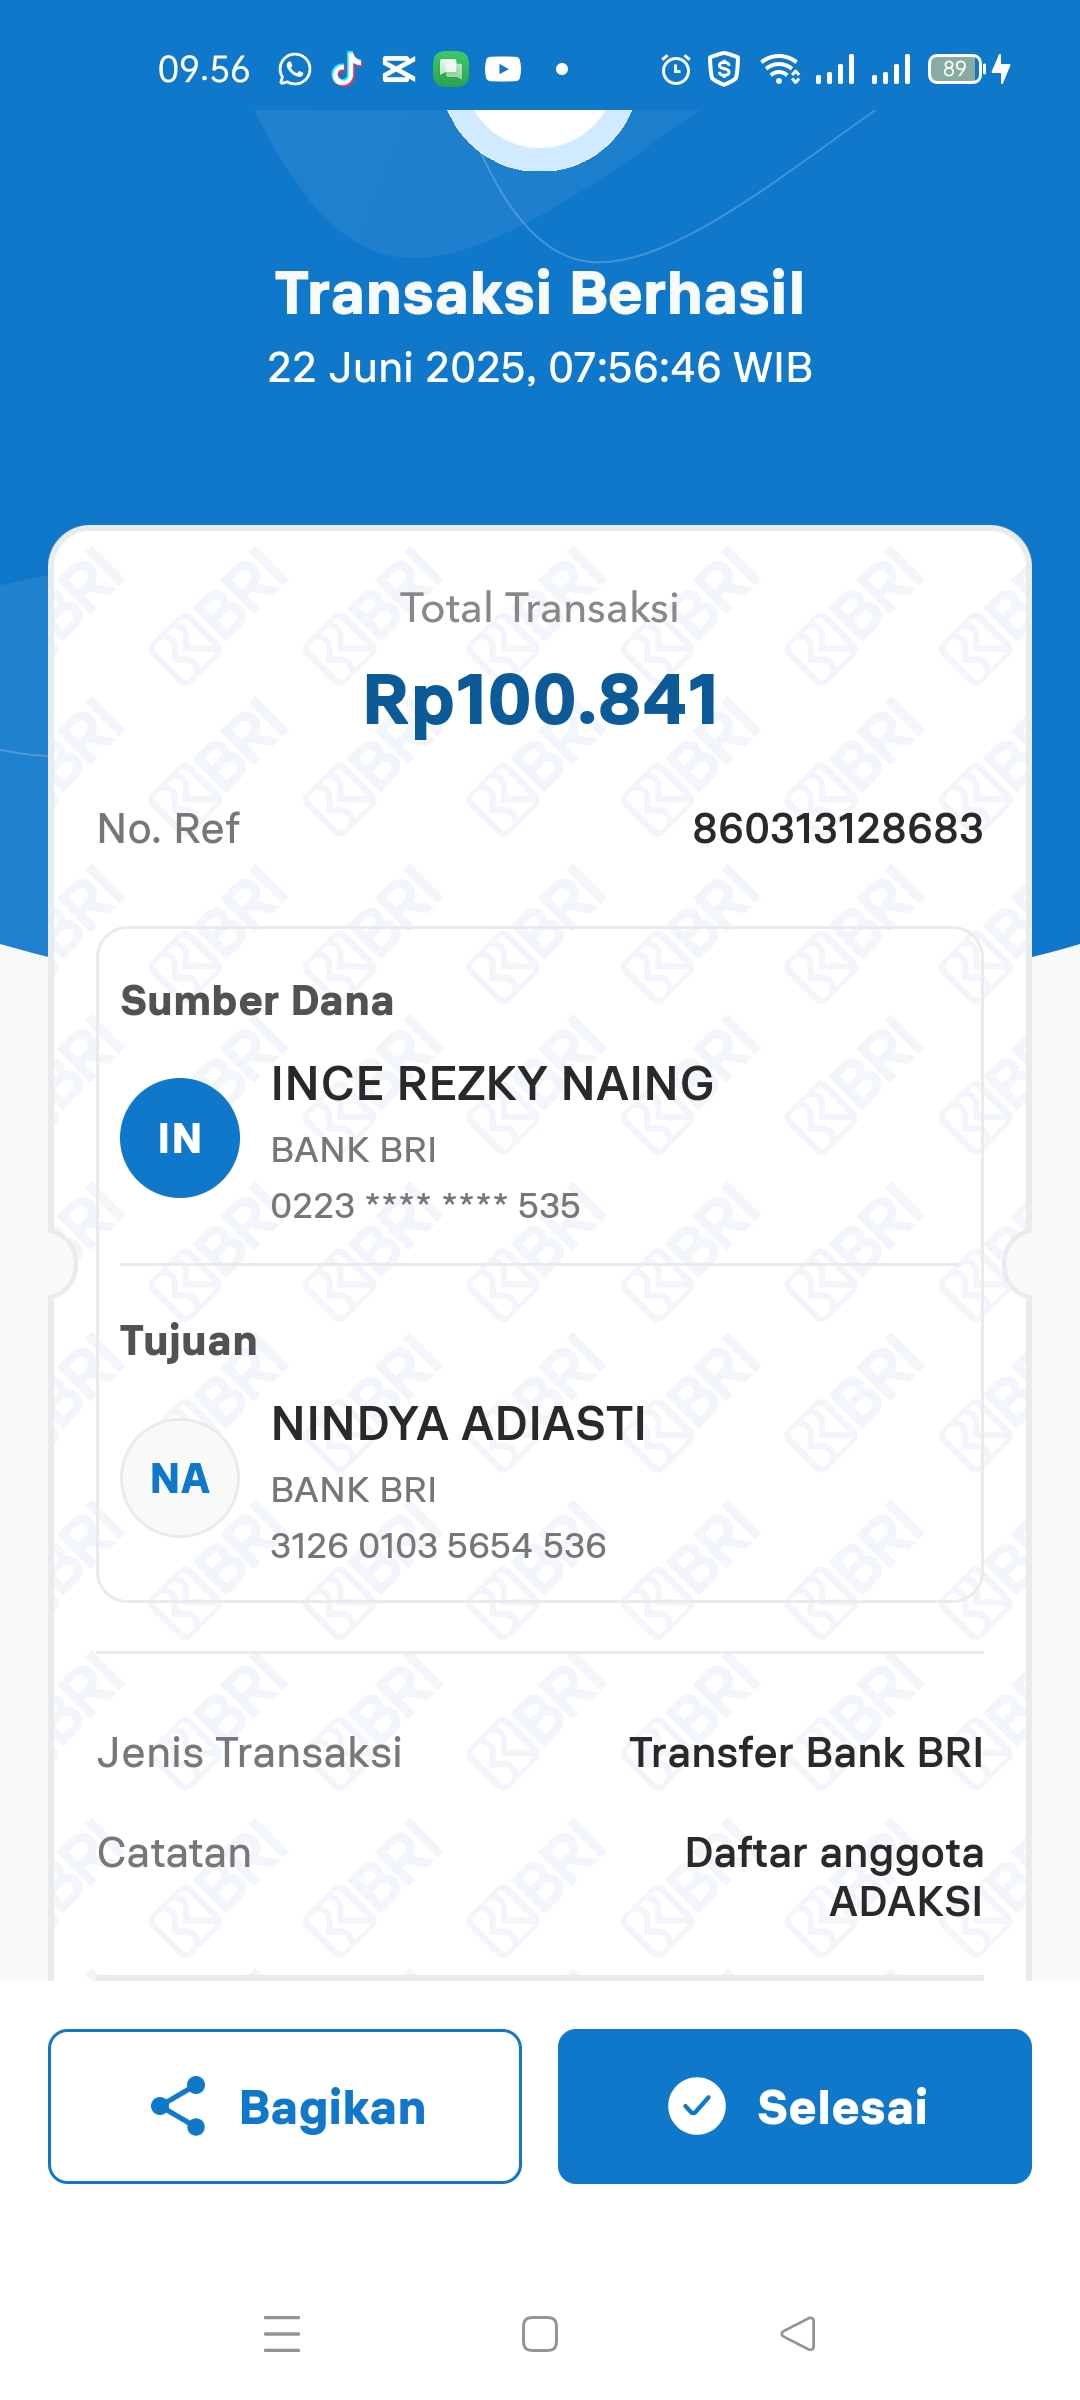 09.56
89
Transaksi Berhasil
22 Juni 2025, 07:56:46 WIB
Total Transaksi
Rp100.841
No. Ref 860313128683
Sumber Dana
IN
INCE REZKY NAING
BANK BRI
0223 **** **** 535
Tujuan
NA
NINDYA ADIASTI
BANK BRI
3126 0103 5654 536
Jenis Transaksi Transfer Bank BRI
Catatan Daftar anggota
ADAKSI
Bagikan
Selesai